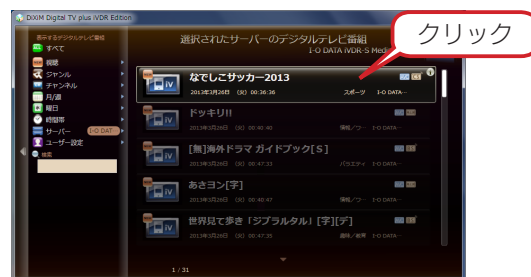 DiXiM Digital TV plus iVDR Edition
表示するデジタルテレビ番組
すべて
視聴
ジャンル
チャンネル
月/週
曜日
時間帯
サーバー I-O DAT…
ユーザー設定
検索
選択されたサーバーのデジタルテレビ番組
I-O DATA iVDR-S Medi
クリック
なでしこサッカー2013
2013年3月26日 (火) 00:36:36 スポーツ I-O DATA…
ドッキリ!!
2013年3月26日 (火) 00:40:40 情報／ワ… I-O DATA…
[無]海外ドラマ ガイドブック[S]
2013年3月26日 (火) 00:47:33 バラエティ I-O DATA…
あさヨン[字]
2013年3月26日 (火) 00:40:47 情報／ワ… I-O DATA…
世界見て歩き「ジブラルタル」[字][デ]
2013年3月26日 (火) 00:47:35 趣味／教育 I-O DATA…
1 / 31